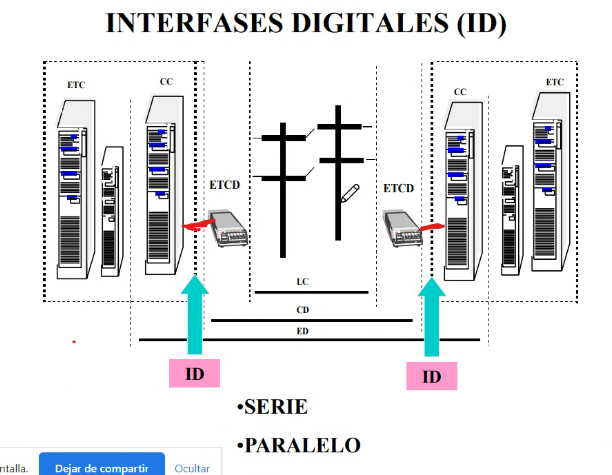 INTERFASES DIGITALES (ID)
ETC
CC
CC
ETC
ETCD
ETCD
LC
CD
ED
ID
ID
•SERIE
•PARALELO
ntalla.
Dejar de compartir
Ocultar